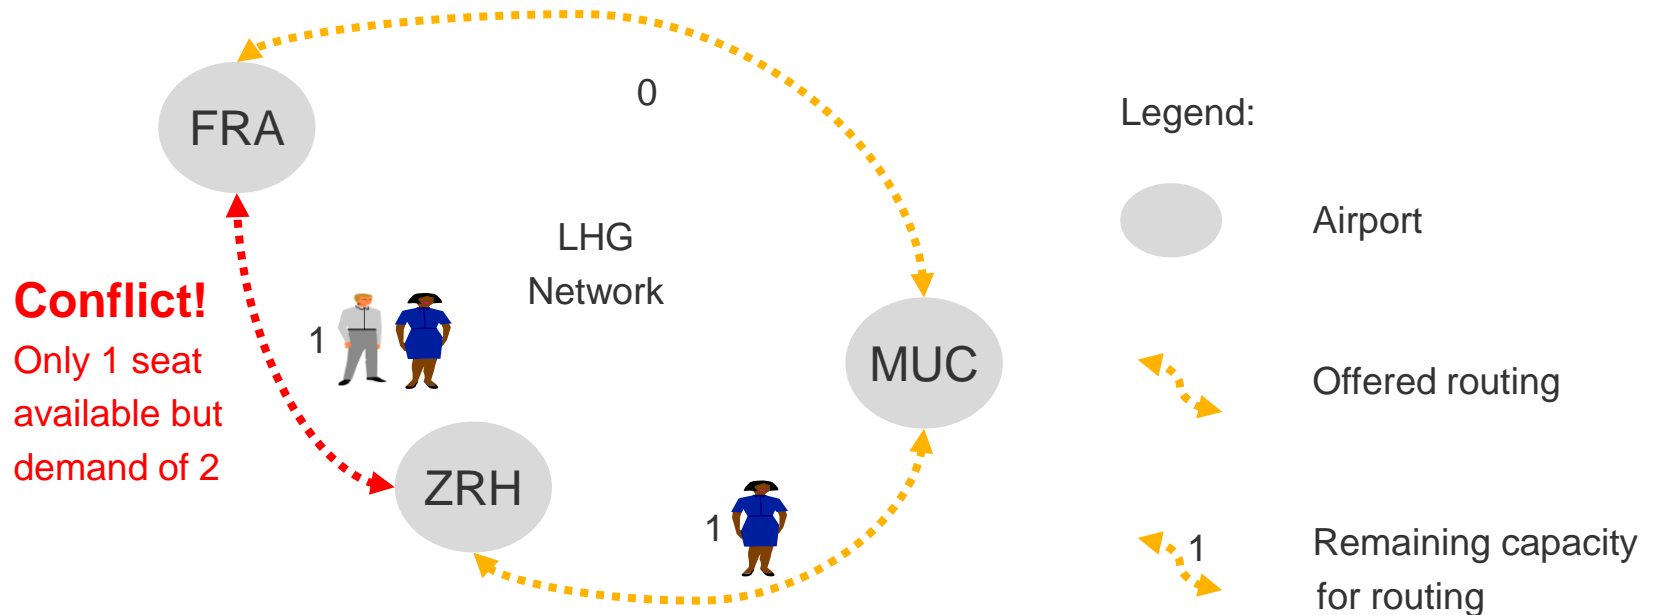 0
FRA
Legend:
LHG
Network
Airport
Conflict!
Only 1 seat
available but
demand of 2
1
MUC
Offered routing
ZRH
1
1
Remaining capacity
for routing